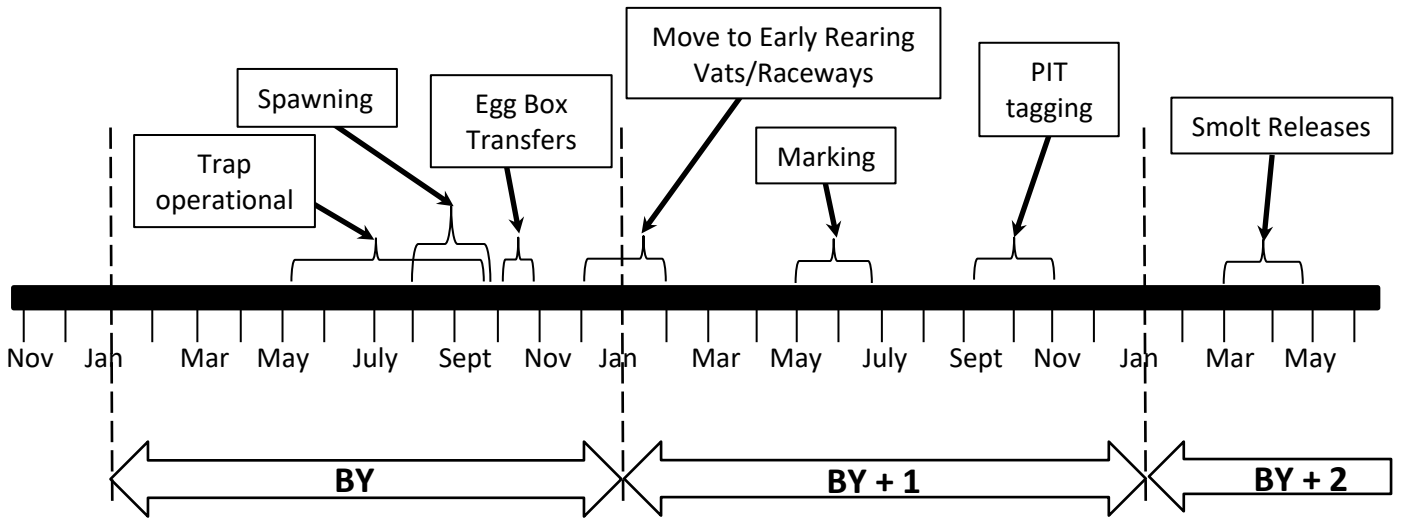 Move to Early Rearing
Vats/Raceways
PIT
tagging
Spawning
Egg Box
Transfers
Smolt Releases
Marking
Trap
operational
Nov Jan Mar May July Sept Nov Jan Mar May July Sept Nov Jan Mar May
BY BY + 1 BY + 2